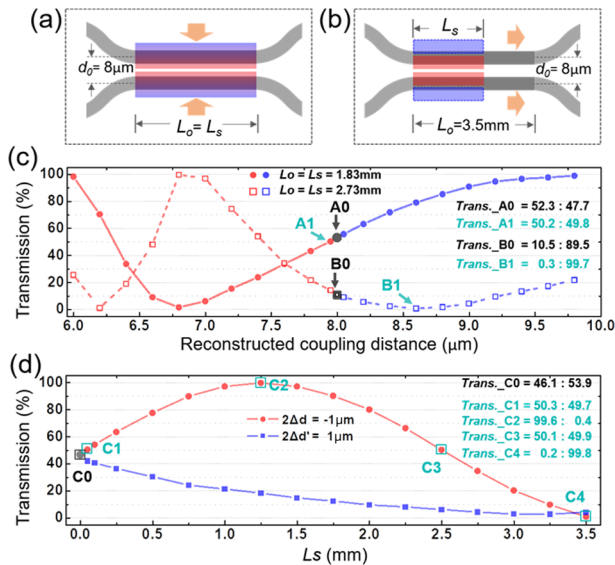 (a)
d₀= 8μm
Lₒ= Lₛ
(b)
Lₛ
d₀= 8μm
Lₒ=3.5mm
(c)
Lo = Ls = 1.83mm
Lo = Ls = 2.73mm
A0
A1
B0
B1
Trans._A0 = 52.3 : 47.7
Trans._A1 = 50.2 : 49.8
Trans._B0 = 10.5 : 89.5
Trans._B1 = 0.3 : 99.7
Transmission (%)
100
80
60
40
20
0
6.0 6.5 7.0 7.5 8.0 8.5 9.0 9.5 10.0
Reconstructed coupling distance (μm)
(d)
Trans._C0 = 46.1 : 53.9
Trans._C1 = 50.3 : 49.7
Trans._C2 = 99.6 : 0.4
Trans._C3 = 50.1 : 49.9
Trans._C4 = 0.2 : 99.8
C2
2Δd = -1μm
2Δd' = 1μm
C1
C0
C3
C4
Transmission (%)
100
80
60
40
20
0
0.0 0.5 1.0 1.5 2.0 2.5 3.0 3.5
Ls (mm)